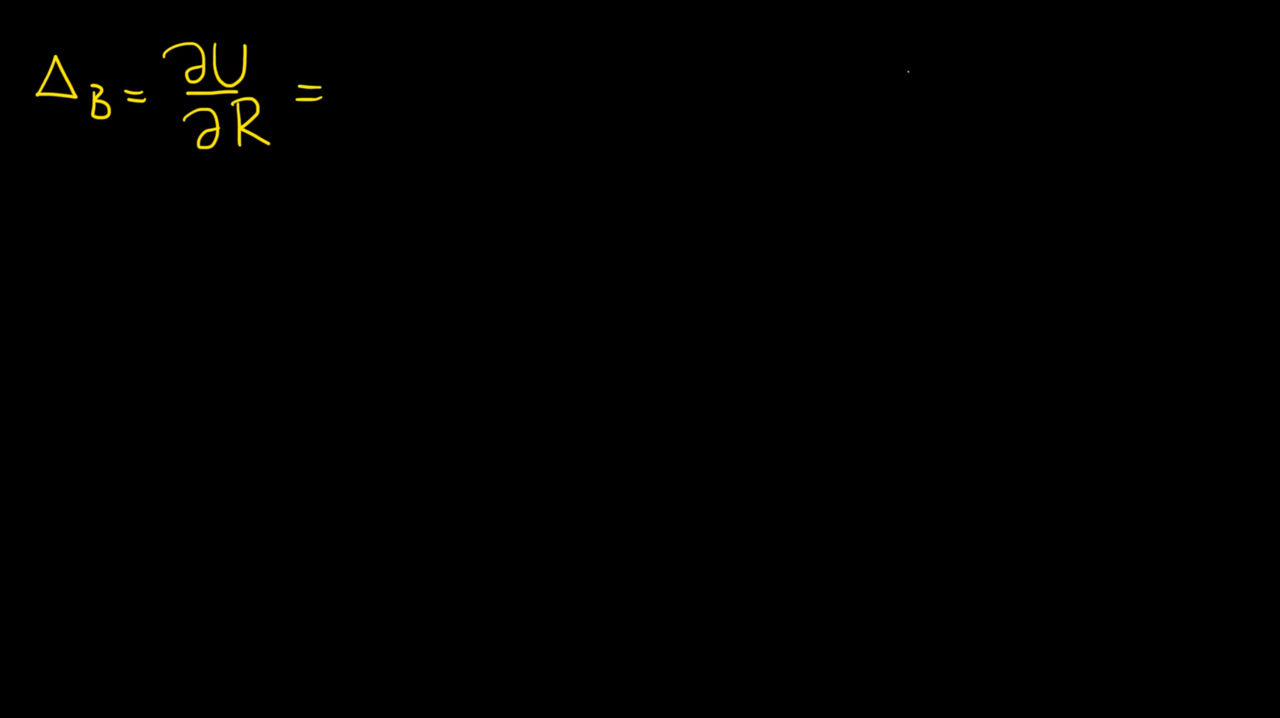 Δ_B = ∂U/∂R =